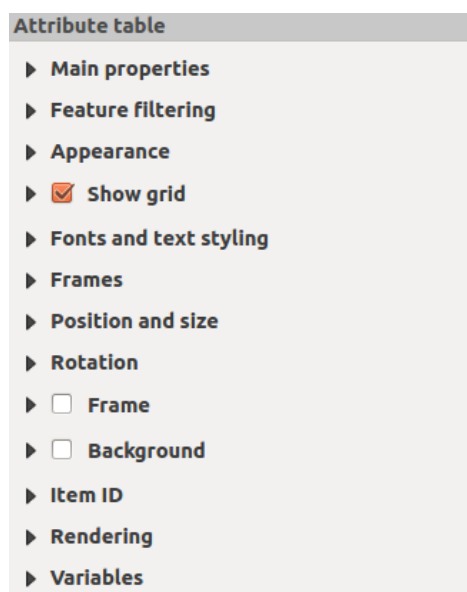 Attribute table
Main properties
Feature filtering
Appearance
Show grid
Fonts and text styling
Frames
Position and size
Rotation
Frame
Background
Item ID
Rendering
Variables